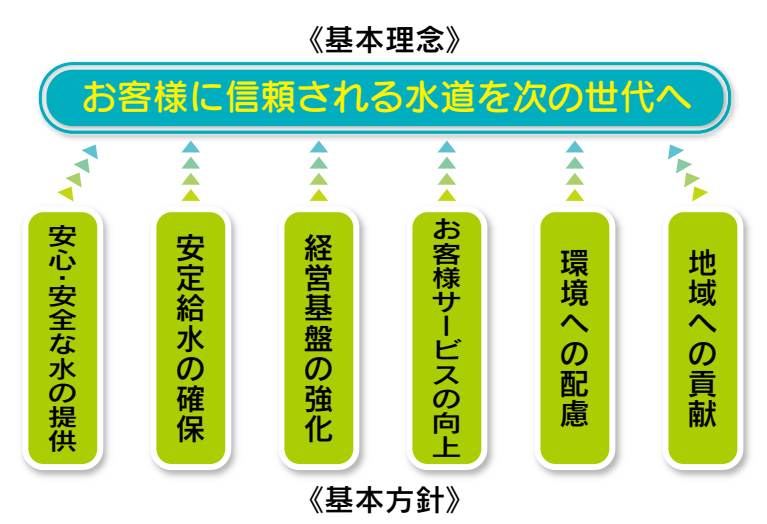 《基本理念》
お客様に信頼される水道を次の世代へ
安心・安全な水の提供
安定給水の確保
経営基盤の強化
お客様サービスの向上
環境への配慮
地域への貢献
《基本方針》